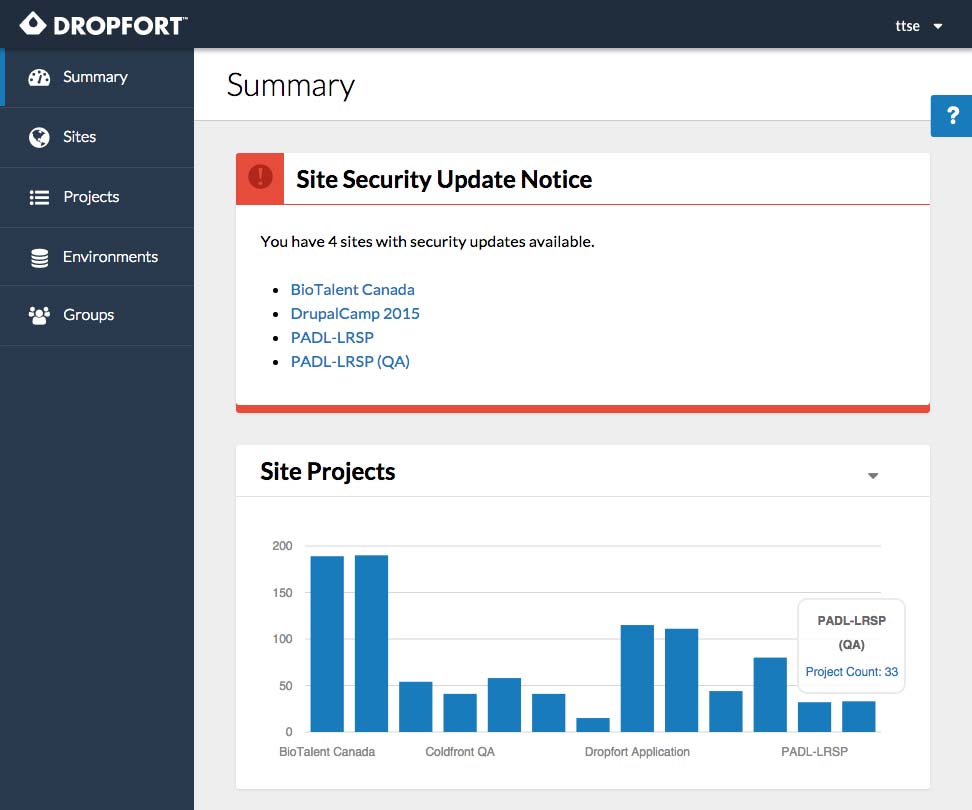 DROPFORT™
ttse
Summary
Sites
Projects
Environments
Groups
Summary
?
Site Security Update Notice
You have 4 sites with security updates available.
BioTalent Canada
DrupalCamp 2015
PADL-LRSP
PADL-LRSP (QA)
Site Projects
200
150
100
50
0
PADL-LRSP
(QA)
Project Count: 33
BioTalent Canada
Coldfront QA
Dropfort Application
PADL-LRSP